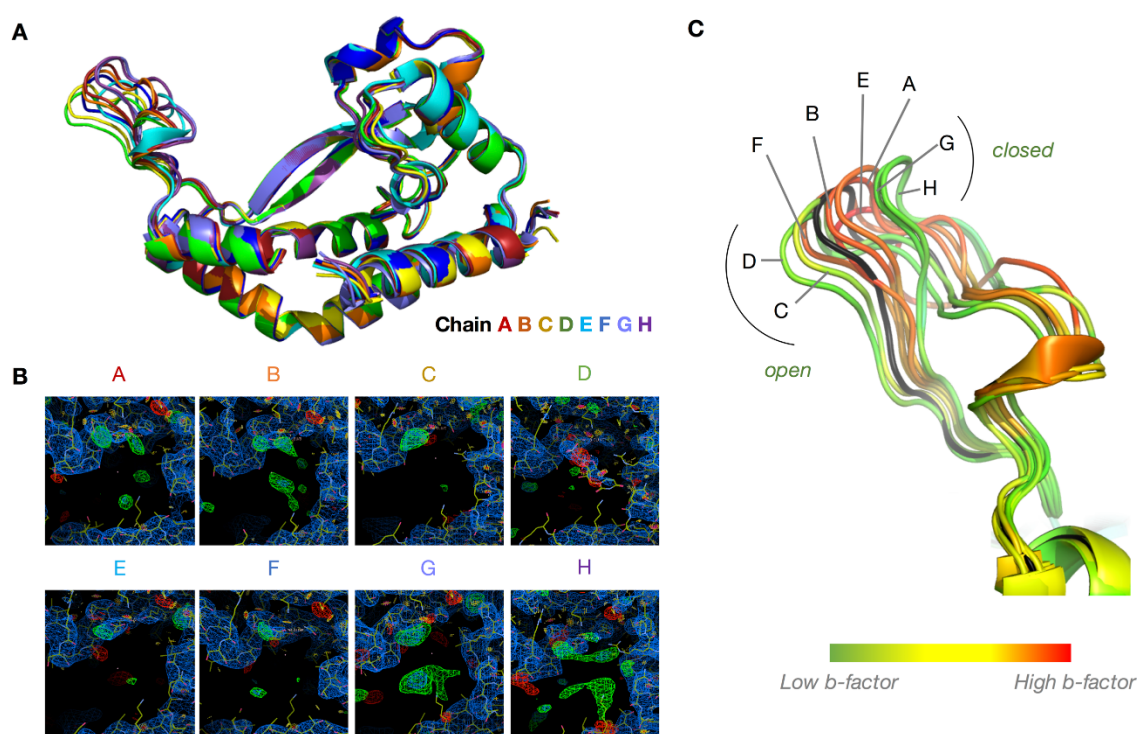 A
Chain A B C D E F G H
B
A B C D
E F G H
C
E A
B
G
F
closed
H
D
C
open
Low b-factor High b-factor